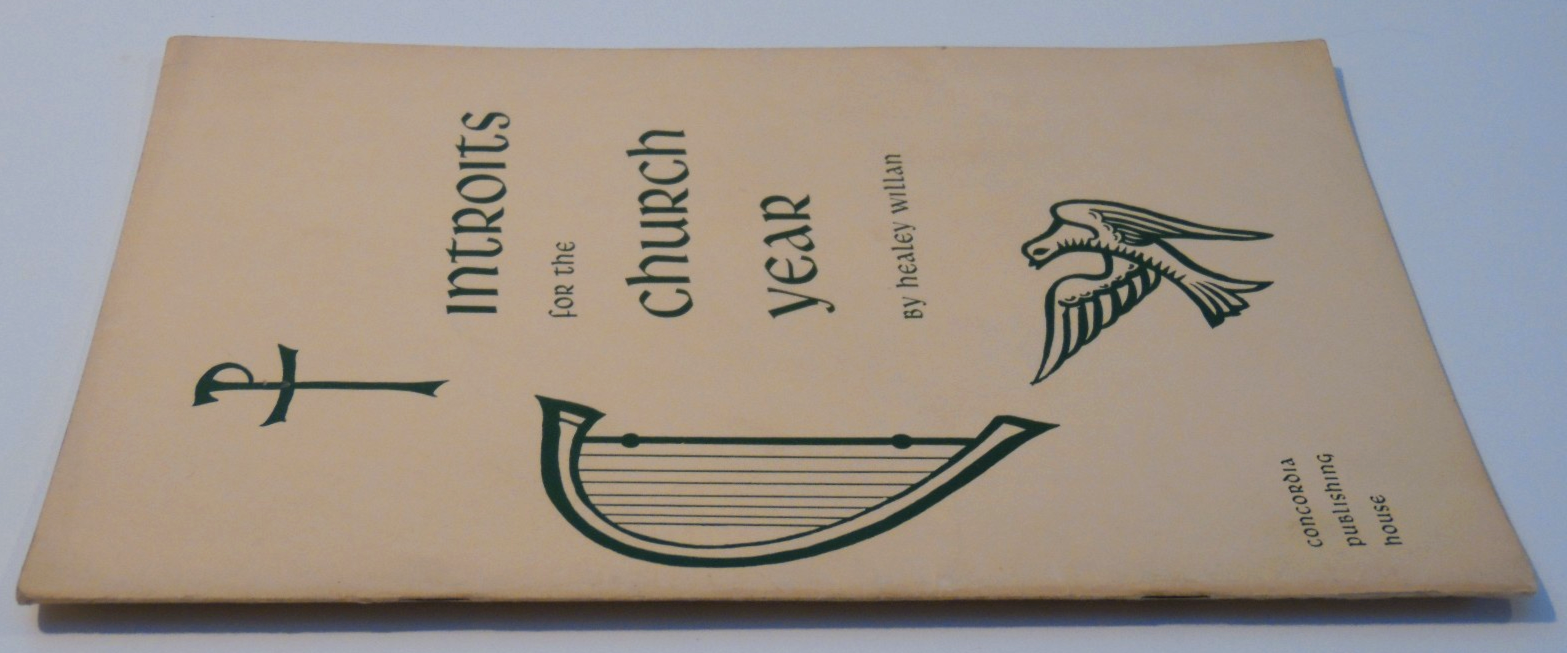 INTROITS
FOR the
CHURCH
YEAR
BY HEALEY WILLAN
CONCORDIA
PUBLISHING
HOUSE